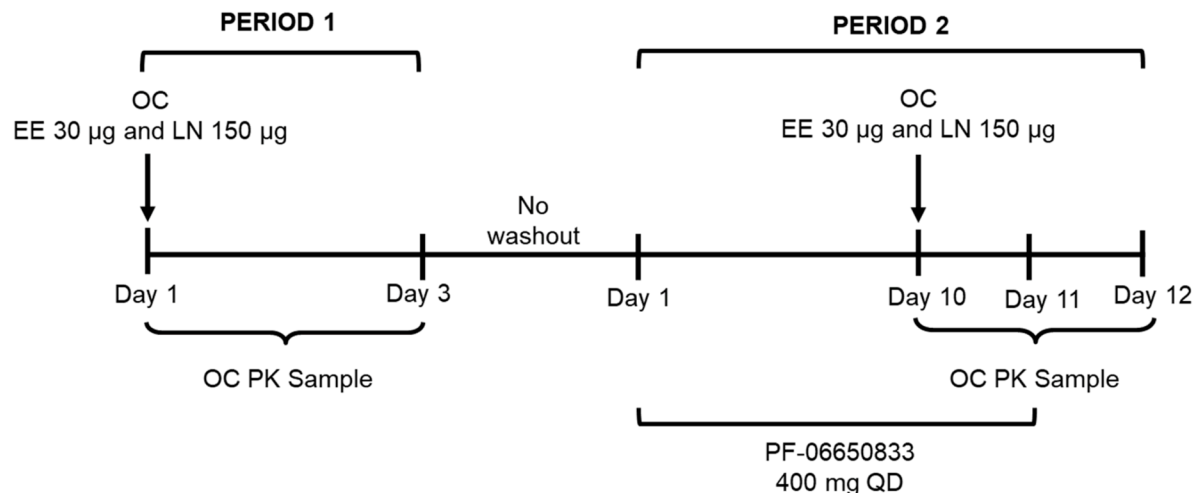 PERIOD 1
PERIOD 2
OC
EE 30 µg and LN 150 µg
OC
EE 30 µg and LN 150 µg
No
washout
Day 1
Day 3
Day 1
Day 10
Day 11
Day 12
OC PK Sample
OC PK Sample
PF-06650833
400 mg QD